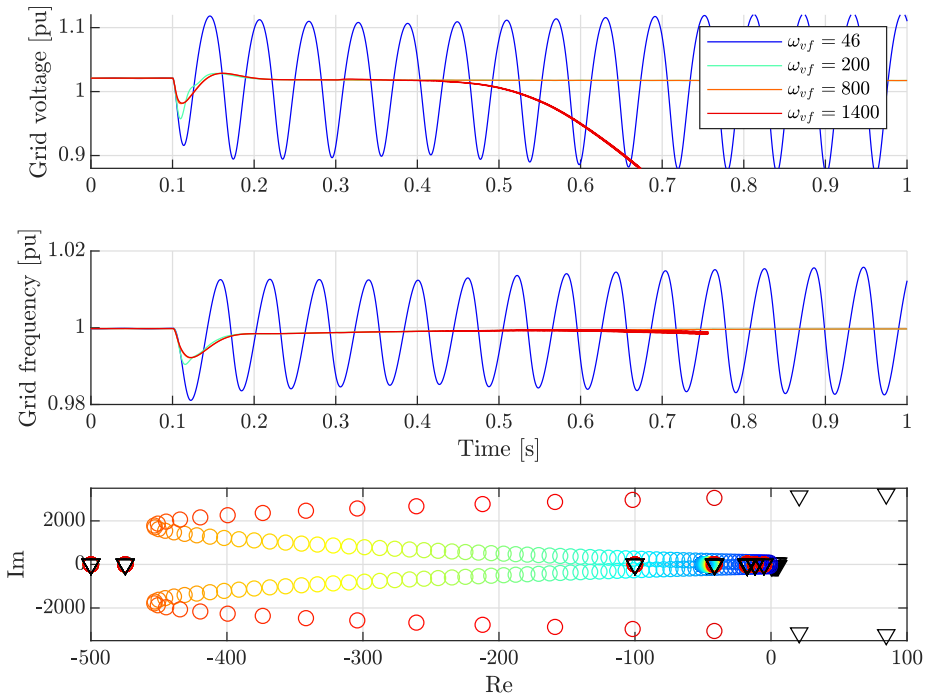 Grid voltage [pu]
1.1
1
0.9
ω_vf = 46
ω_vf = 200
ω_vf = 800
ω_vf = 1400
0 0.1 0.2 0.3 0.4 0.5 0.6 0.7 0.8 0.9 1
Grid frequency [pu]
1.02
1
0.98
0 0.1 0.2 0.3 0.4 0.5 0.6 0.7 0.8 0.9 1
Time [s]
Im
2000
0
-2000
-500 -400 -300 -200 -100 0 100
Re